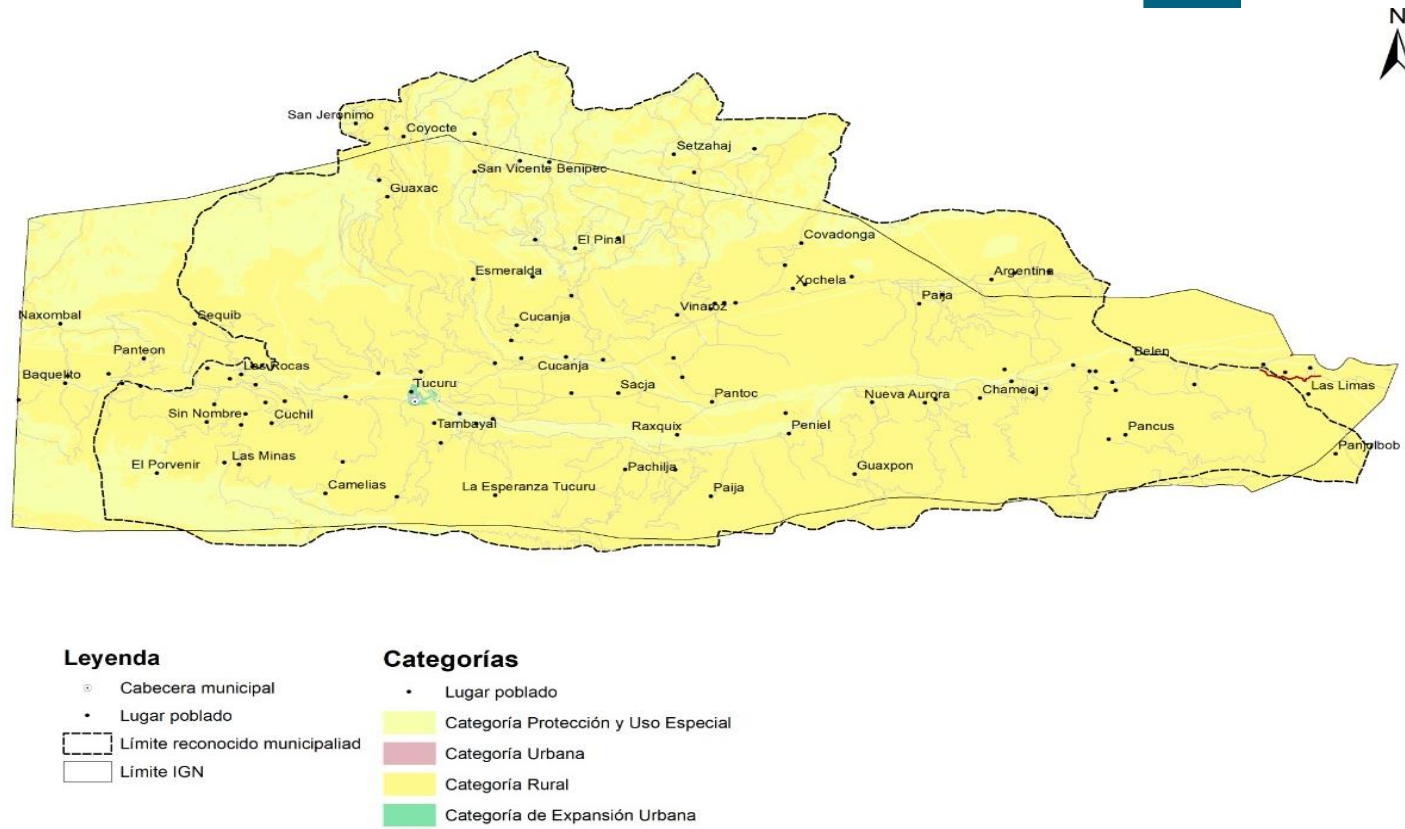 N
San Jeronimo
Coyocte
Setzahaj
San Vicente Benipec
Guaxac
Covadonga
El Pinal
Esmeralda
Argentina
Xochela
Paija
Vinaroz
Naxombal
Sequib
Cucanja
Panteon
Belen
Baquelito
Las Rocas
Cucanja
Tucuru
Sacja
Las Limas
Pantoc
Nueva Aurora
Chamecj
Sin Nombre
Cuchil
Tambayal
Raxquix
Peniel
Pancus
Panjolbob
El Porvenir
Las Minas
Pachilja
Guaxpon
Camelias
La Esperanza Tucuru
Paija
Leyenda
Cabecera municipal
Lugar poblado
Límite reconocido municipaliad
Límite IGN
Categorías
Lugar poblado
Categoría Protección y Uso Especial
Categoría Urbana
Categoría Rural
Categoría de Expansión Urbana